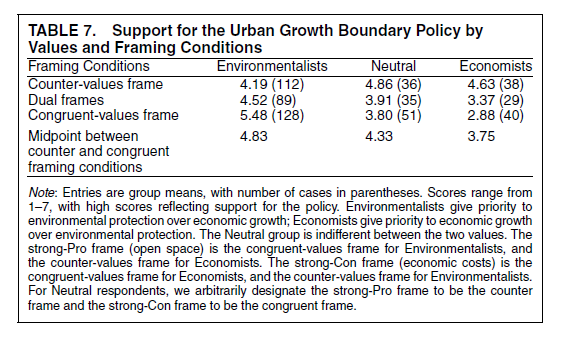 TABLE 7. Support for the Urban Growth Boundary Policy by
Values and Framing Conditions
Framing Conditions Environmentalists Neutral Economists
Counter-values frame 4.19 (112) 4.86 (36) 4.63 (38)
Dual frames 4.52 (89) 3.91 (35) 3.37 (29)
Congruent-values frame 5.48 (128) 3.80 (51) 2.88 (40)
Midpoint between 4.83 4.33 3.75
counter and congruent
framing conditions
Note: Entries are group means, with number of cases in parentheses. Scores range from
1–7, with high scores reflecting support for the policy. Environmentalists give priority to
environmental protection over economic growth; Economists give priority to economic growth
over environmental protection. The Neutral group is indifferent between the two values. The
strong-Pro frame (open space) is the congruent-values frame for Environmentalists, and
the counter-values frame for Economists. The strong-Con frame (economic costs) is the
congruent-values frame for Economists, and the counter-values frame for Environmentalists.
For Neutral respondents, we arbitrarily designate the strong-Pro frame to be the counter
frame and the strong-Con frame to be the congruent frame.